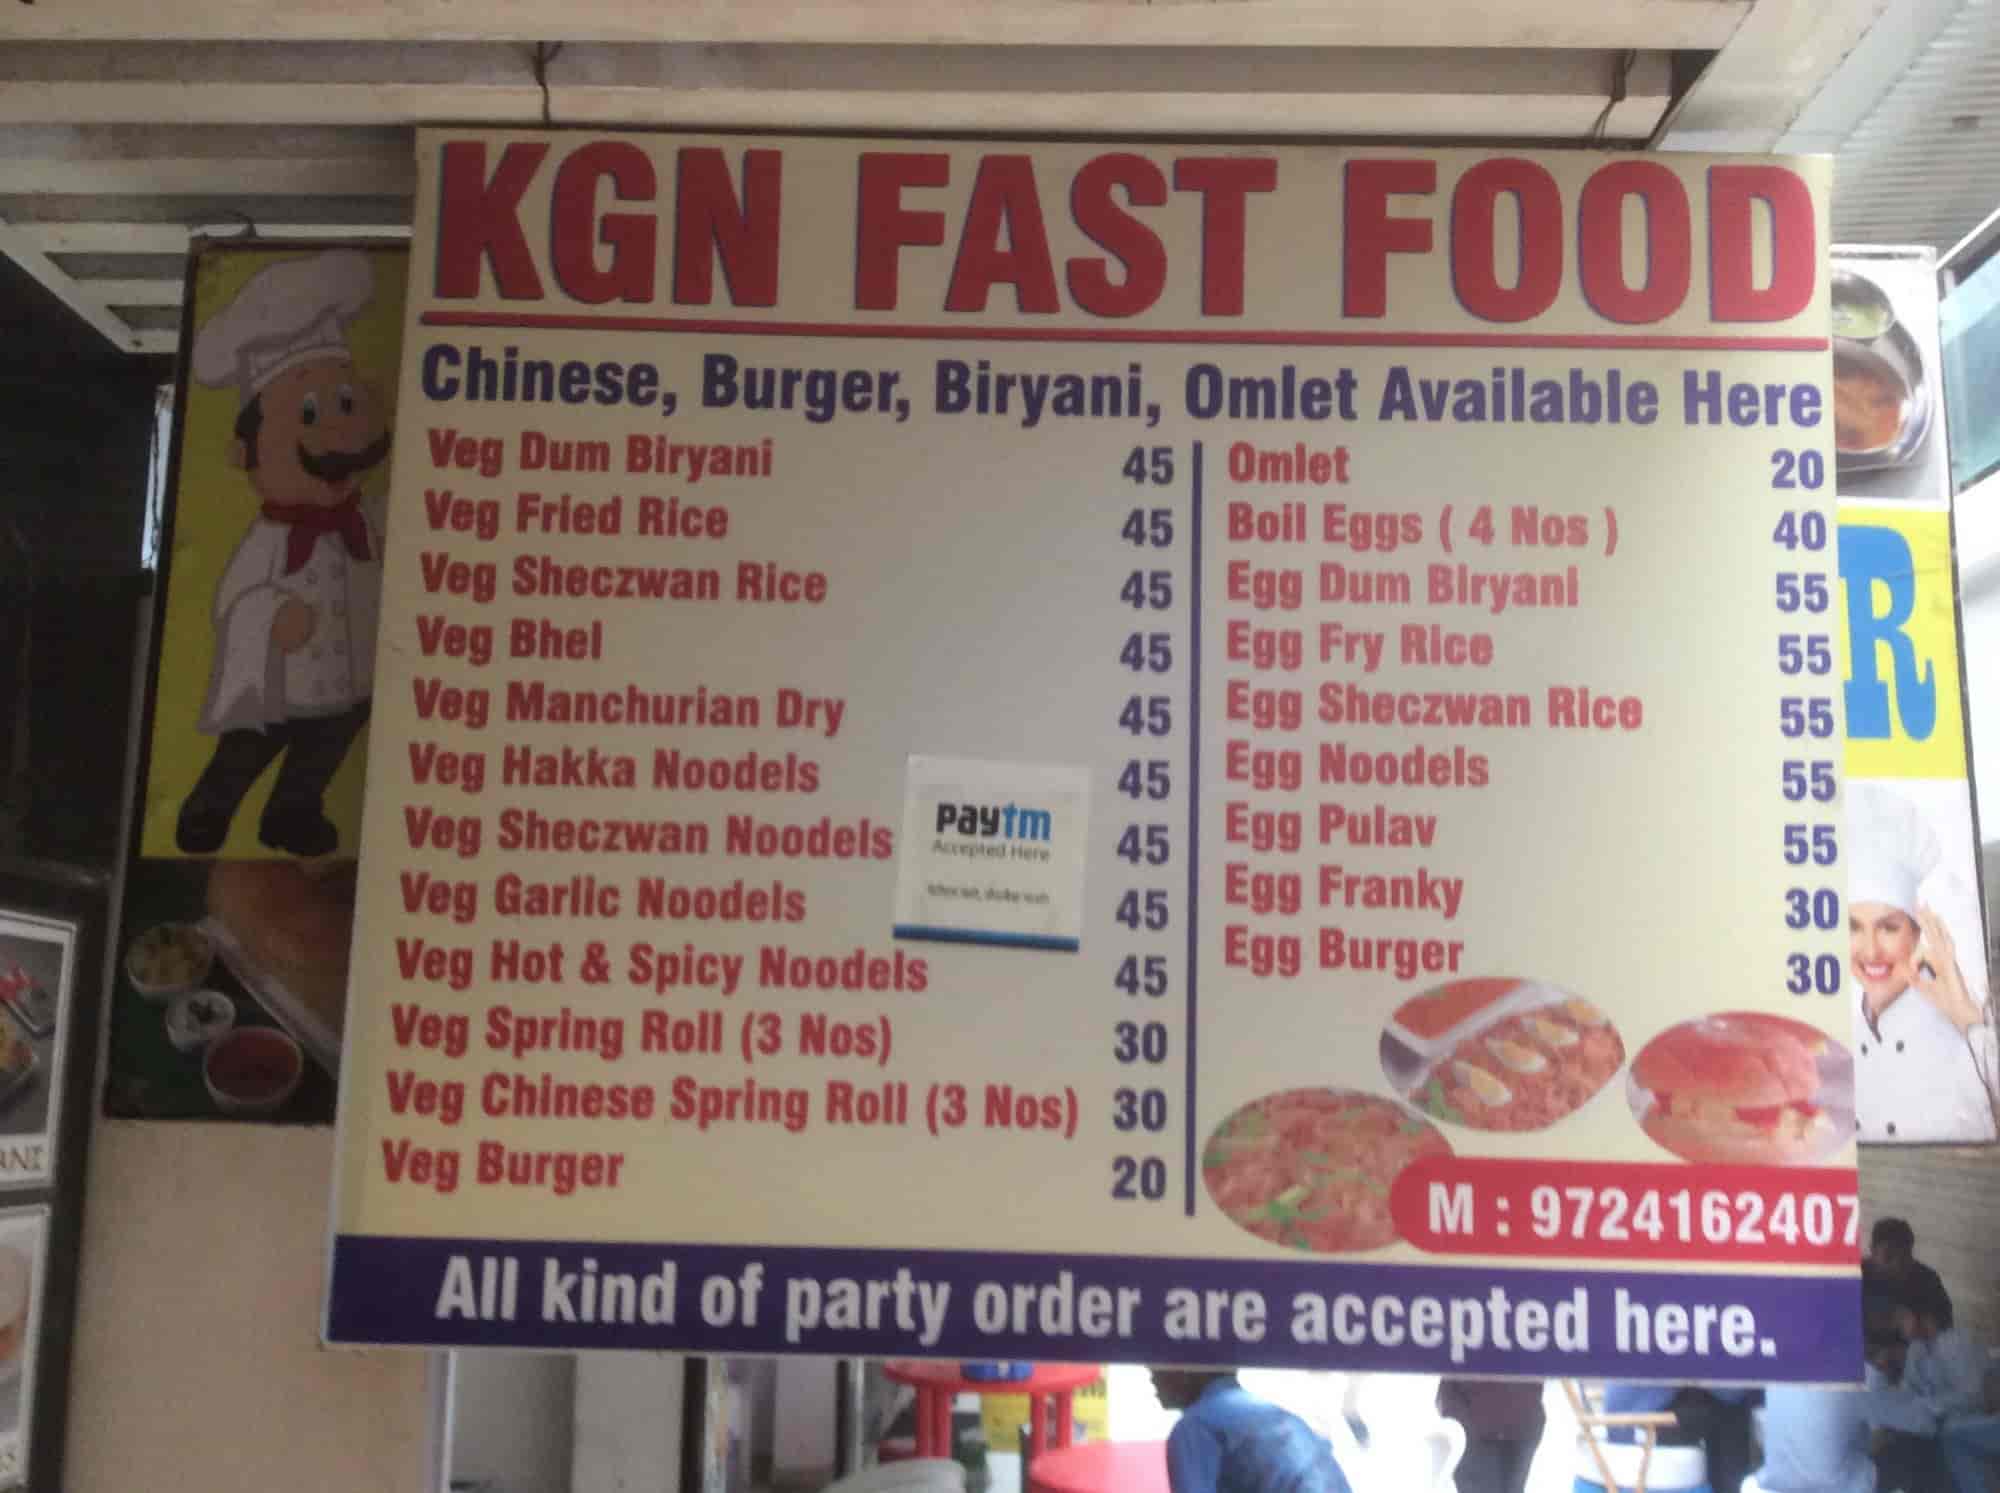 KGN FAST FOOD
Chinese, Burger, Biryani, Omlet Available Here
Veg Dum Biryani 45
Veg Fried Rice 45
Veg Sheczwan Rice 45
Veg Bhel 45
Veg Manchurian Dry 45
Veg Hakka Noodels 45
Veg Sheczwan Noodels 45
Veg Garlic Noodels 45
Veg Hot & Spicy Noodels 45
Veg Spring Roll (3 Nos) 30
Veg Chinese Spring Roll (3 Nos) 30
Veg Burger 20
paytm
Accepted Here
Omlet 20
Boil Eggs ( 4 Nos ) 40
Egg Dum Biryani 55
Egg Fry Rice 55
Egg Sheczwan Rice 55
Egg Noodels 55
Egg Pulav 55
Egg Franky 30
Egg Burger 30
M : 9724162407
All kind of party order are accepted here.
R